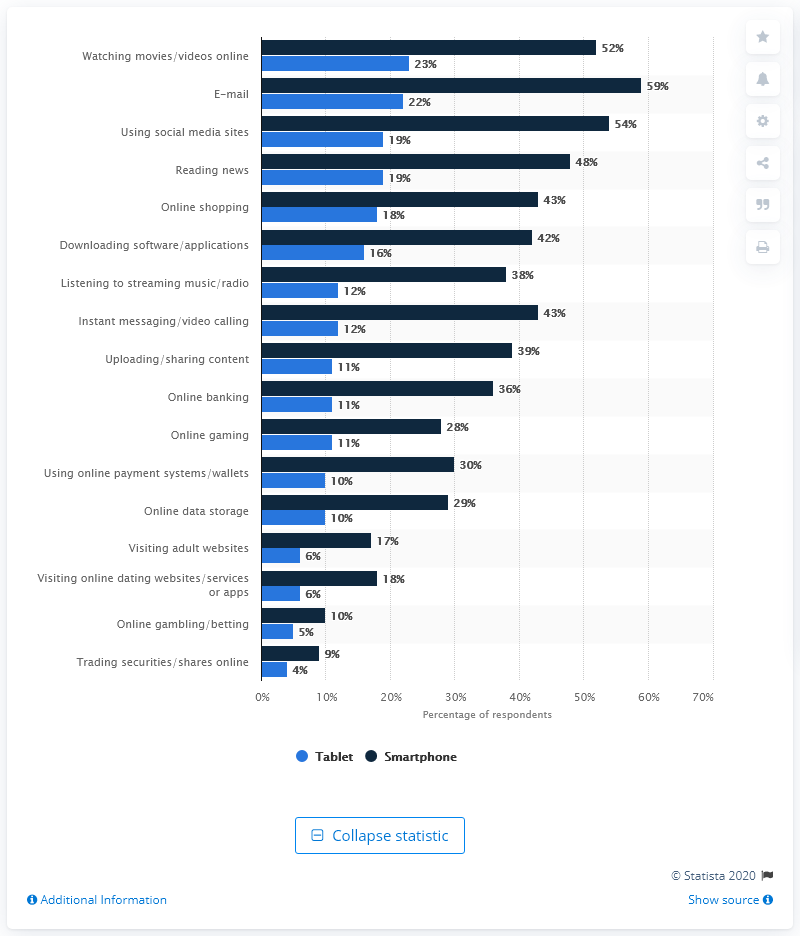 Watching movies/videos online
52%
23%
E-mail
59%
22%
Using social media sites
54%
19%
Reading news
48%
19%
Online shopping
43%
18%
Downloading software/applications
42%
16%
Listening to streaming music/radio
38%
12%
Instant messaging/video calling
43%
12%
Uploading/sharing content
39%
11%
Online banking
36%
11%
Online gaming
28%
11%
Using online payment systems/wallets
30%
10%
Online data storage
29%
10%
Visiting adult websites
17%
6%
Visiting online dating websites/services
or apps
18%
6%
Online gambling/betting
10%
5%
Trading securities/shares online
9%
4%
0% 10% 20% 30% 40% 50% 60% 70%
Percentage of respondents
Tablet Smartphone
Collapse statistic
© Statista 2020
Additional Information Show source